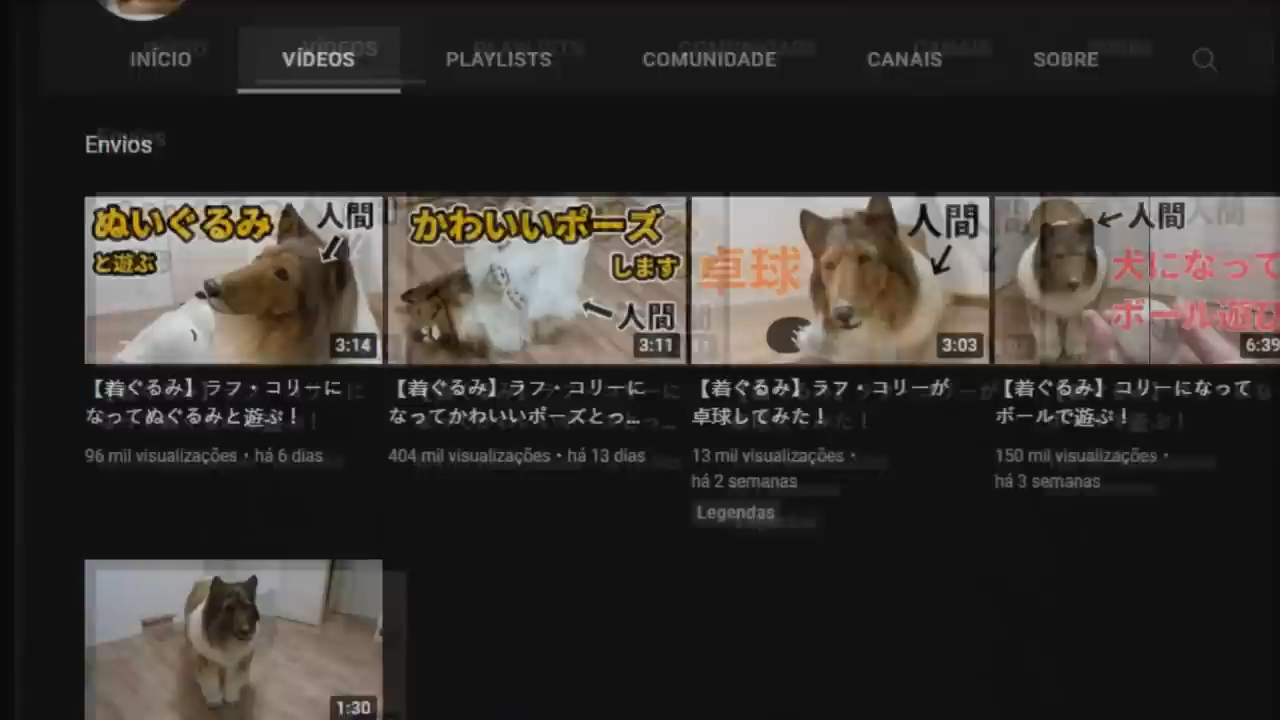 INÍCIO
VÍDEOS
PLAYLISTS
COMUNIDADE
CANAIS
SOBRE
Envios
ぬいぐるみ
と遊ぶ
人間
3:14
かわいいポーズ
します
人間
3:11
卓球
人間
3:03
人間
犬になって
ボール遊び
6:39
【着ぐるみ】ラフ・コリーに
なってぬぐるみと遊ぶ！
96 mil visualizações • há 6 dias
【着ぐるみ】ラフ・コリーに
なってかわいいポーズとっ...
404 mil visualizações • há 13 dias
【着ぐるみ】ラフ・コリーが
卓球してみた！
13 mil visualizações •
há 2 semanas
Legendas
【着ぐるみ】コリーになって
ボールで遊ぶ！
150 mil visualizações •
há 3 semanas
1:30